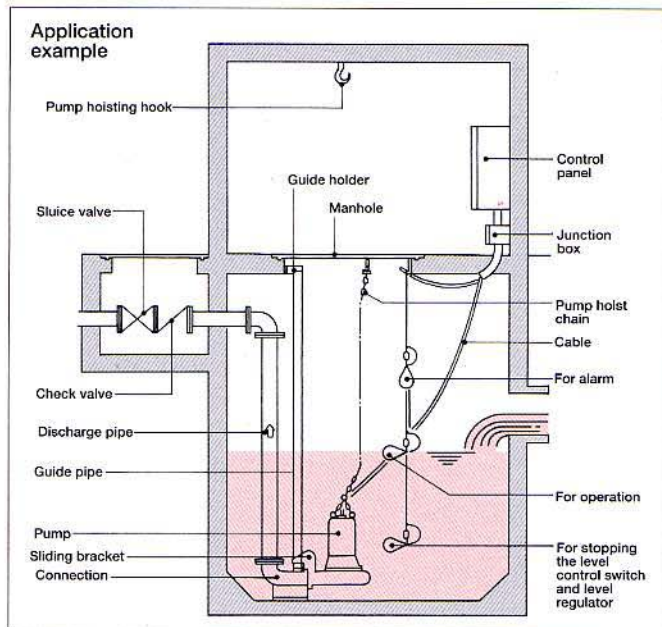 Application
example
Pump hoisting hook
Control
panel
Guide holder
Sluice valve
Manhole
Junction
box
Pump hoist
chain
Cable
Check valve
For alarm
Discharge pipe
Guide pipe
For operation
Pump
Sliding bracket
Connection
For stopping
the level
control switch
and level
regulator